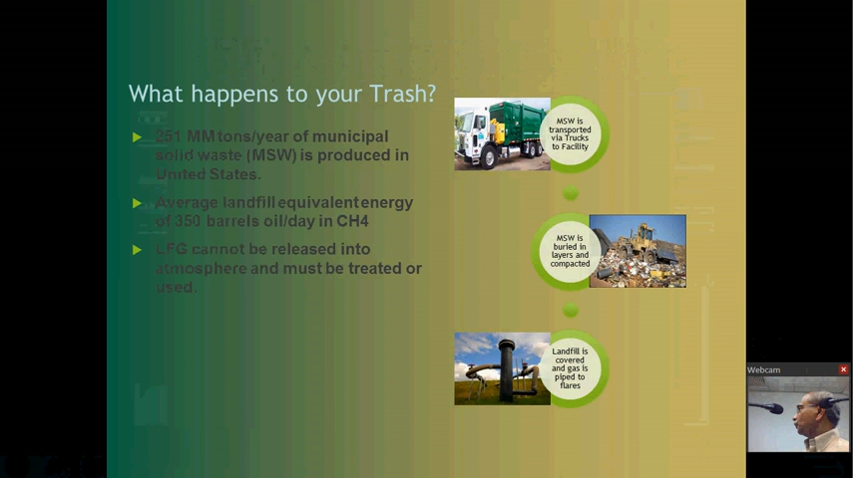 What happens to your Trash?
251 MM tons/year of municipal
solid waste (MSW) is produced in
United States.
Average landfill equivalent energy
of 350 barrels oil/day in CH4
LFG cannot be released into
atmosphere and must be treated or
used.
MSW is
transported
via Trucks
to Facility
MSW is
buried in
layers and
compacted
Landfill is
covered
and gas is
piped to
flares
Webcam